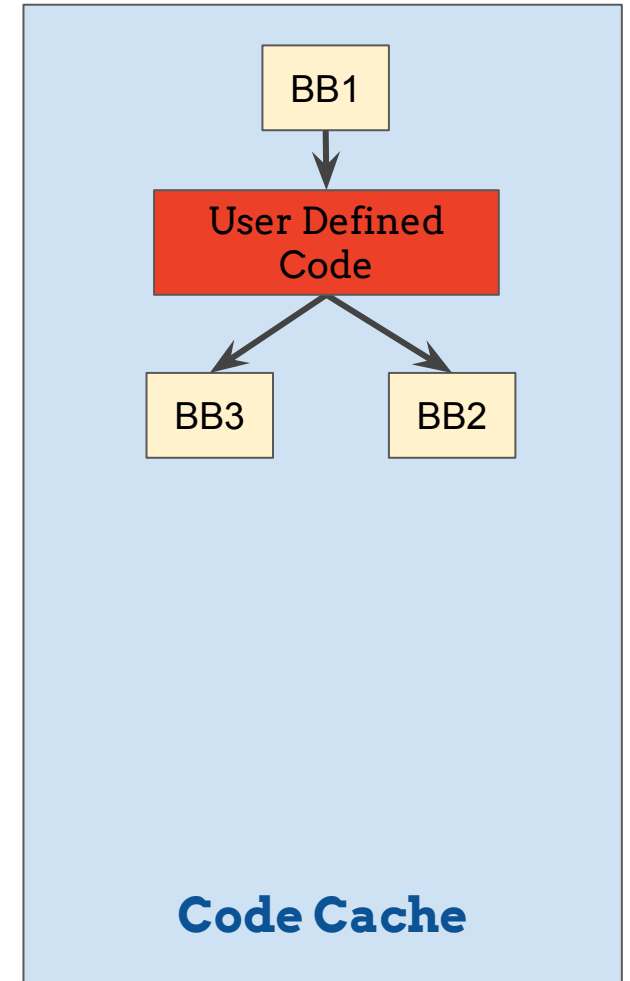 BB1
User Defined
Code
BB3
BB2
Code Cache